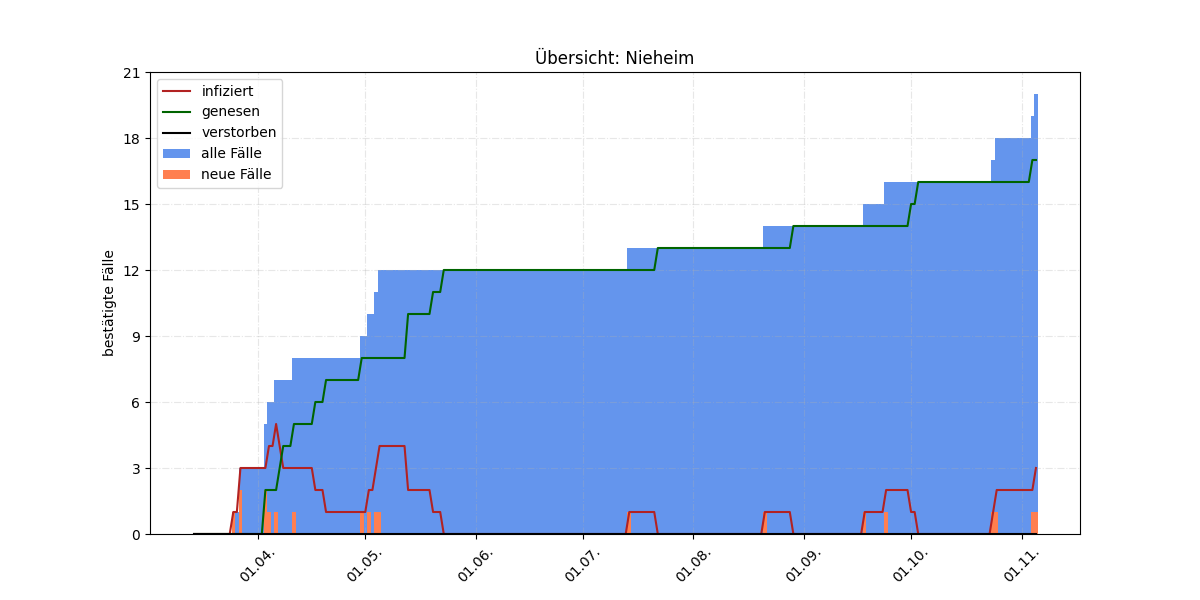 Übersicht: Nieheim
bestätigte Fälle
21
18
15
12
9
6
3
0
infiziert
genesen
verstorben
alle Fälle
neue Fälle
01.04.
01.05.
01.06.
01.07.
01.08.
01.09.
01.10.
01.11.